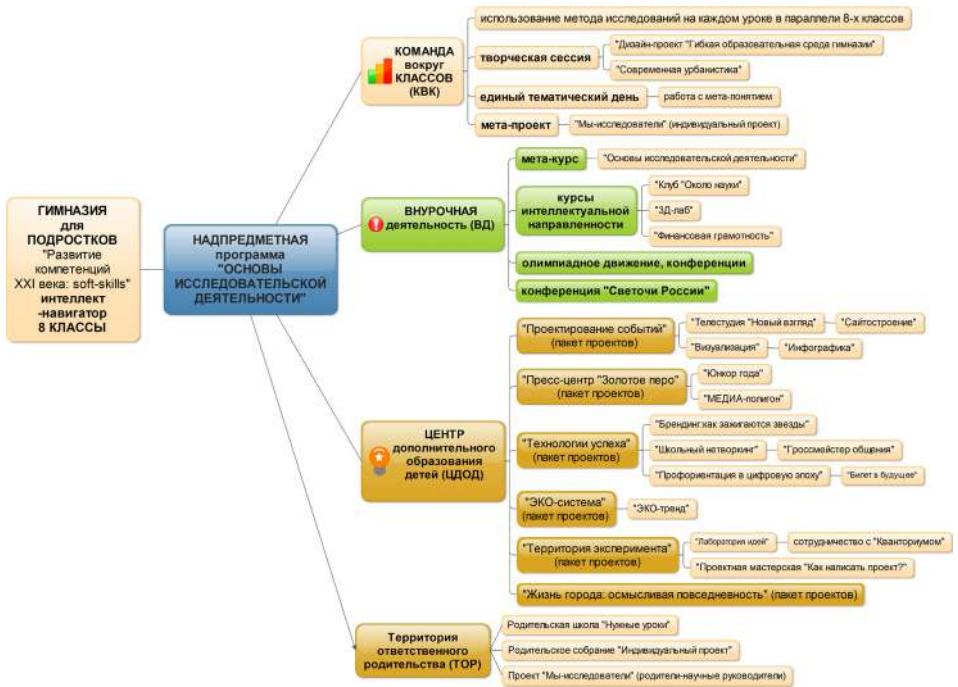 ГИМНАЗИЯ
для
ПОДРОСТКОВ
"Развитие
компетенций
XXI века: soft-skills"
интеллект
-навигатор
8 КЛАССЫ
НАДПРЕДМЕТНАЯ
программа
"ОСНОВЫ
ИССЛЕДОВАТЕЛЬСКОЙ
ДЕЯТЕЛЬНОСТИ"
КОМАНДА
вокруг
КЛАССОВ
(КВК)
использование метода исследований на каждом уроке в параллели 8-х классов
творческая сессия
"Дизайн-проект "Гибкая образовательная среда гимназии"
"Современная урбанистика"
единый тематический день
работа с мета-понятием
мета-проект
"Мы-исследователи" (индивидуальный проект)
ВНУРОЧНАЯ
деятельность (ВД)
мета-курс
"Основы исследовательской деятельности"
курсы
интеллектуальной
направленности
"Клуб "Около науки"
"3Д-лаб"
"Финансовая грамотность"
олимпиадное движение, конференции
конференция "Светочи России"
ЦЕНТР
дополнительного
образования
детей (ЦДОД)
"Проектирование событий"
(пакет проектов)
"Телестудия "Новый взгляд"
"Сайтостроение"
"Визуализация"
"Инфографика"
"Пресс-центр "Золотое перо"
(пакет проектов)
"Юнкор года"
"МЕДИА-полигон"
"Технологии успеха"
(пакет проектов)
"Брендинг:как зажигаются звезды"
"Школьный нетворкинг"
"Гроссмейстер общения"
"Профориентация в цифровую эпоху"
"Билет в будущее"
"ЭКО-система"
(пакет проектов)
"ЭКО-тренд"
"Территория эксперимента"
(пакет проектов)
"Лаборатория идей"
сотрудничество с "Кванториумом"
"Проектная мастерская "Как написать проект?"
"Жизнь города: осмысливая повседневность" (пакет проектов)
Территория
ответственного
родительства (ТОР)
Родительская школа "Нужные уроки"
Родительское собрание "Индивидуальный проект"
Проект "Мы-исследователи" (родители-научные руководители)